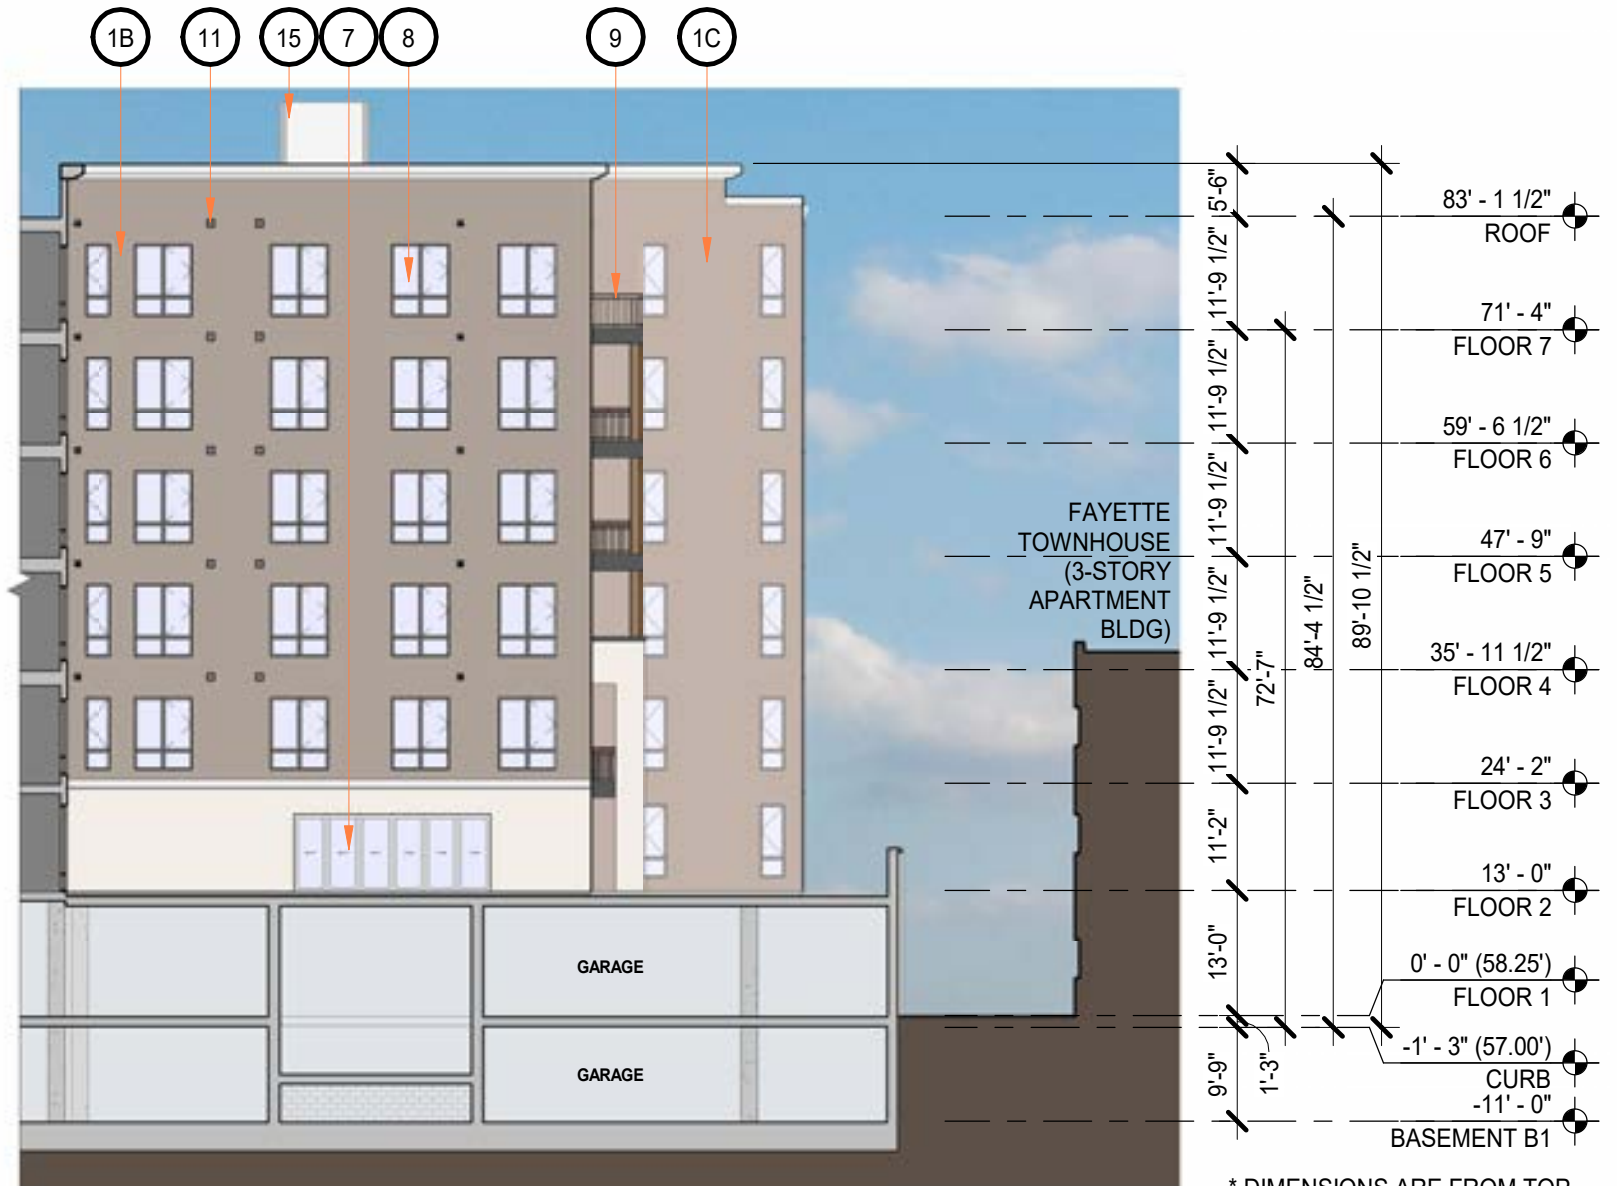 1B
11
15
7
8
9
1C
5'-6"
11'-9 1/2"
11'-9 1/2"
11'-9 1/2"
11'-9 1/2"
11'-9 1/2"
11'-2"
13'-0"
9'-9"
1'-3"
72'-7"
84'-4 1/2"
89'-10 1/2"
83' - 1 1/2"
ROOF
71' - 4"
FLOOR 7
59' - 6 1/2"
FLOOR 6
47' - 9"
FLOOR 5
35' - 11 1/2"
FLOOR 4
24' - 2"
FLOOR 3
13' - 0"
FLOOR 2
0' - 0" (58.25')
FLOOR 1
-1' - 3" (57.00')
CURB
-11' - 0"
BASEMENT B1
FAYETTE
TOWNHOUSE
(3-STORY
APARTMENT
BLDG)
GARAGE
GARAGE
* DIMENSIONS ARE FROM TOP